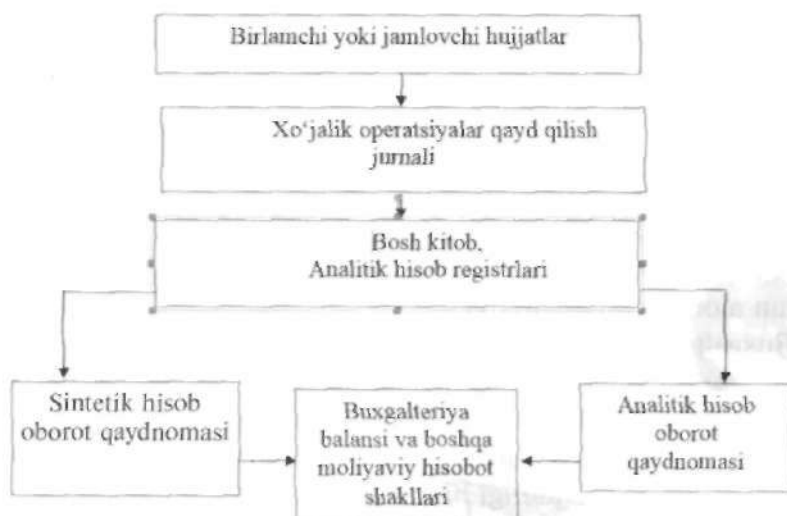 Birlamchi yoki jamlovchi hujjatlar
Xo‘jalik operatsiyalar qayd qilish
jurnali
Bosh kitob,
Analitik hisob registrlari
Sintetik hisob
oborot qaydnomasi
Buxgalteriya
balansi va boshqa
moliyaviy hisobot
shakllari
Analitik hisob
oborot
qaydnomasi